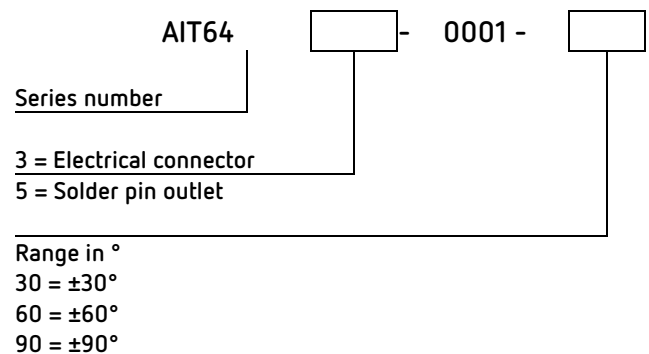 AIT64 - 0001 -
Series number
3 = Electrical connector
5 = Solder pin outlet
Range in °
30 = ±30°
60 = ±60°
90 = ±90°